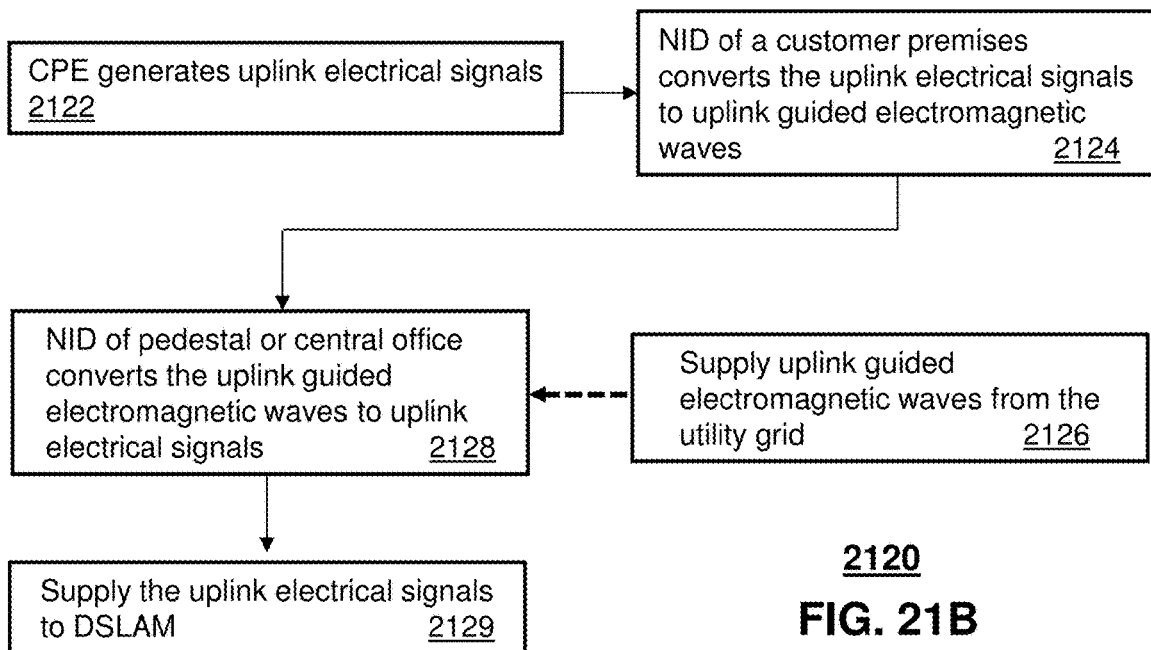 CPE generates uplink electrical signals
2122
NID of a customer premises
converts the uplink electrical signals
to uplink guided electromagnetic
waves 2124
NID of pedestal or central office
converts the uplink guided
electromagnetic waves to uplink
electrical signals 2128
Supply uplink guided
electromagnetic waves from the
utility grid 2126
Supply the uplink electrical signals
to DSLAM 2129
2120
FIG. 21B